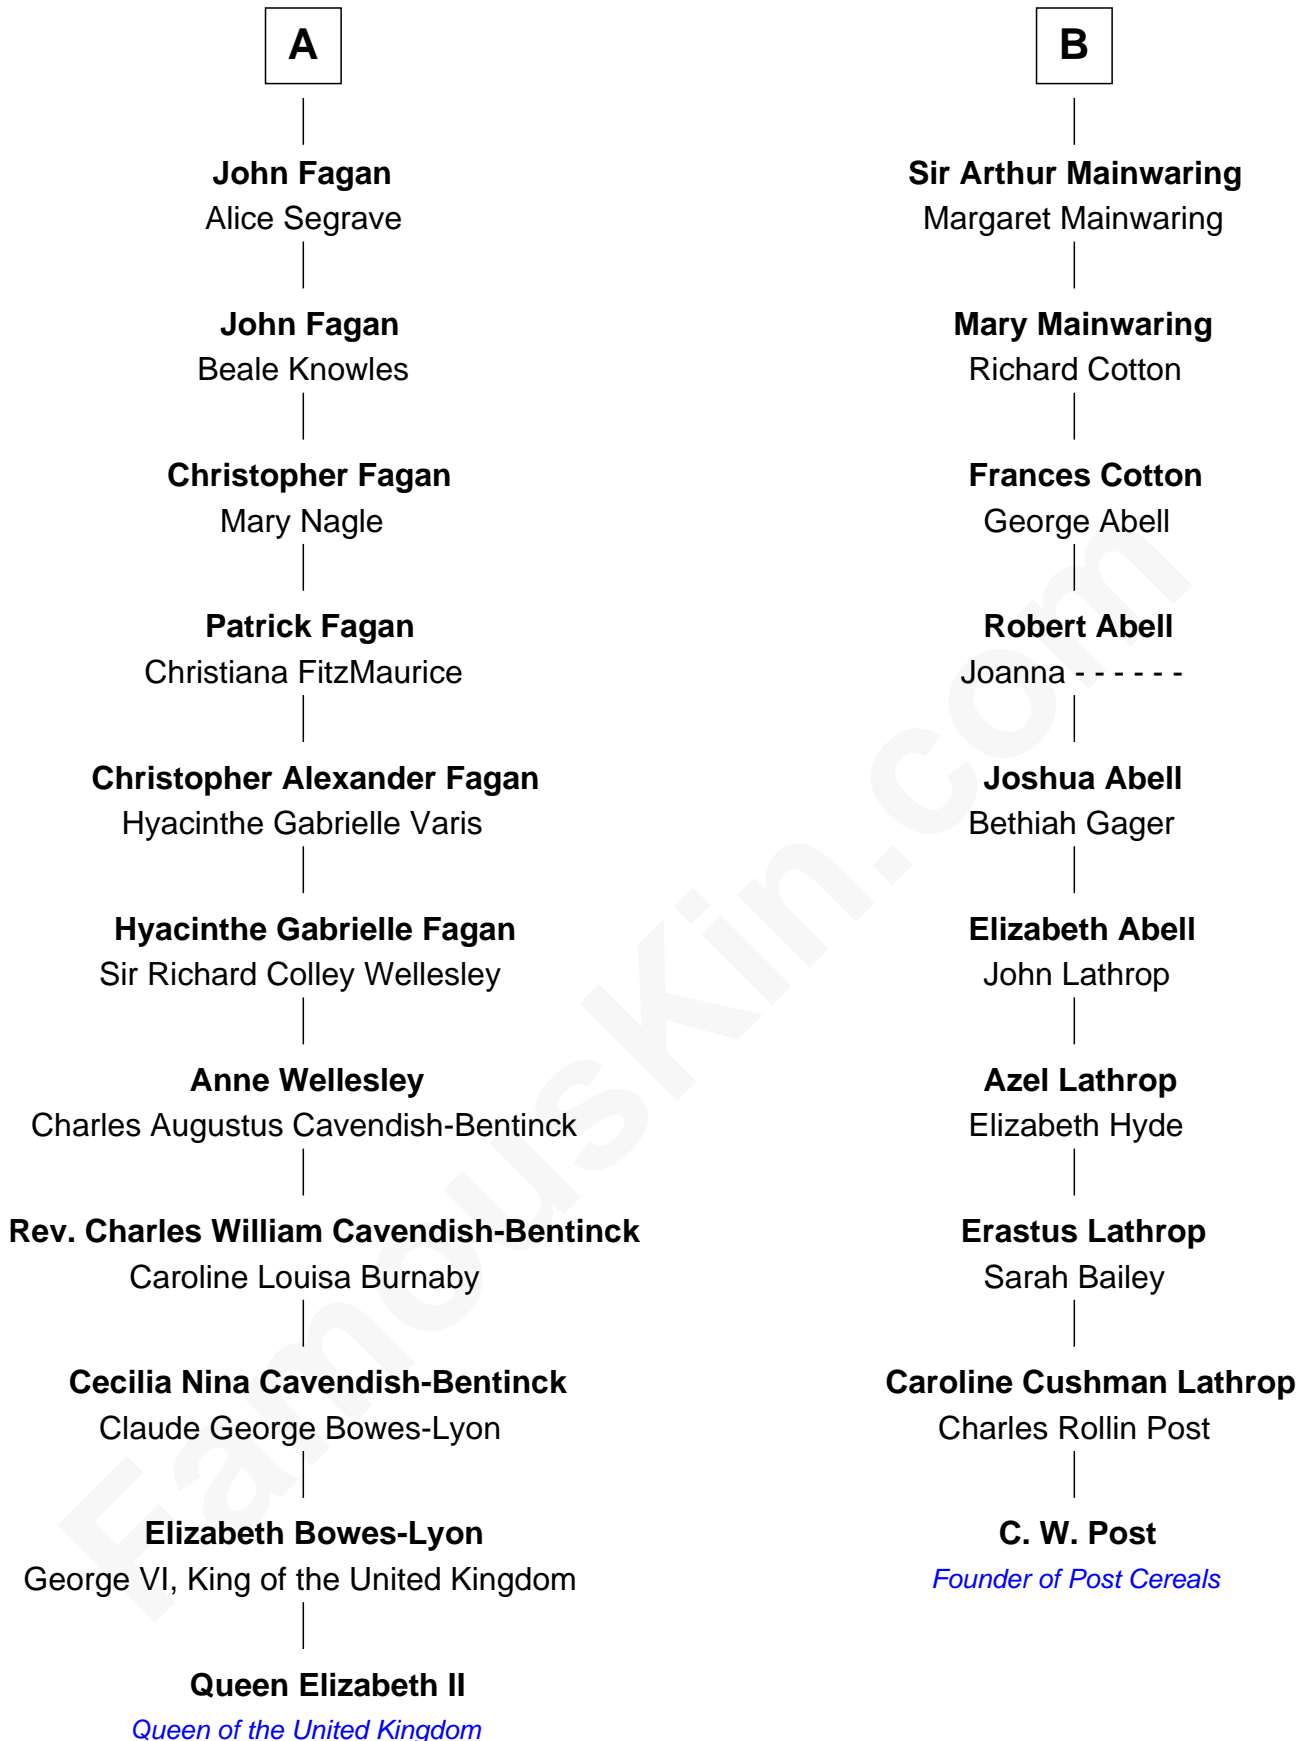 A
John Fagan
Alice Segrave
John Fagan
Beale Knowles
Christopher Fagan
Mary Nagle
Patrick Fagan
Christiana FitzMaurice
Christopher Alexander Fagan
Hyacinthe Gabrielle Varis
Hyacinthe Gabrielle Fagan
Sir Richard Colley Wellesley
Anne Wellesley
Charles Augustus Cavendish-Bentinck
Rev. Charles William Cavendish-Bentinck
Caroline Louisa Burnaby
Cecilia Nina Cavendish-Bentinck
Claude George Bowes-Lyon
Elizabeth Bowes-Lyon
George VI, King of the United Kingdom
Queen Elizabeth II
Queen of the United Kingdom
B
Sir Arthur Mainwaring
Margaret Mainwaring
Mary Mainwaring
Richard Cotton
Frances Cotton
George Abell
Robert Abell
Joanna - - - - - -
Joshua Abell
Bethiah Gager
Elizabeth Abell
John Lathrop
Azel Lathrop
Elizabeth Hyde
Erastus Lathrop
Sarah Bailey
Caroline Cushman Lathrop
Charles Rollin Post
C. W. Post
Founder of Post Cereals
FamousKin.com